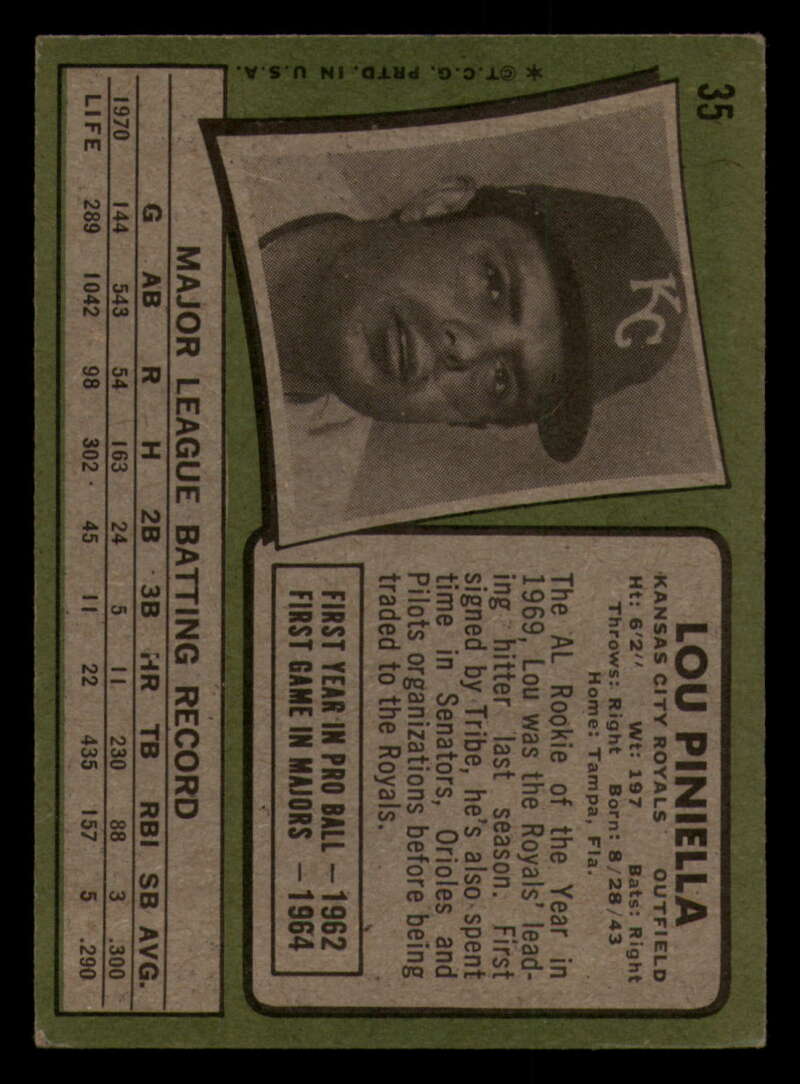 35
KC
LOU PINIELLA
KANSAS CITY ROYALS OUTFIELD
Ht: 6'2" Wt: 197 Bats: Right
Throws: Right Born: 8/28/43
Home: Tampa, Fla.
The AL Rookie of the Year in
1969, Lou was the Royals' lead-
ing hitter last season. First
signed by Tribe, he's also spent
time in Senators, Orioles and
Pilots organizations before being
traded to the Royals.
FIRST YEAR IN PRO BALL — 1962
FIRST GAME IN MAJORS — 1964
MAJOR LEAGUE BATTING RECORD
G AB R H 2B 3B HR TB RBI SB AVG.
1970 144 543 54 163 24 5 11 230 88 3 .300
LIFE 289 1042 98 302 45 11 22 435 157 5 .290
* © T.C.G. PRTD. IN U.S.A.